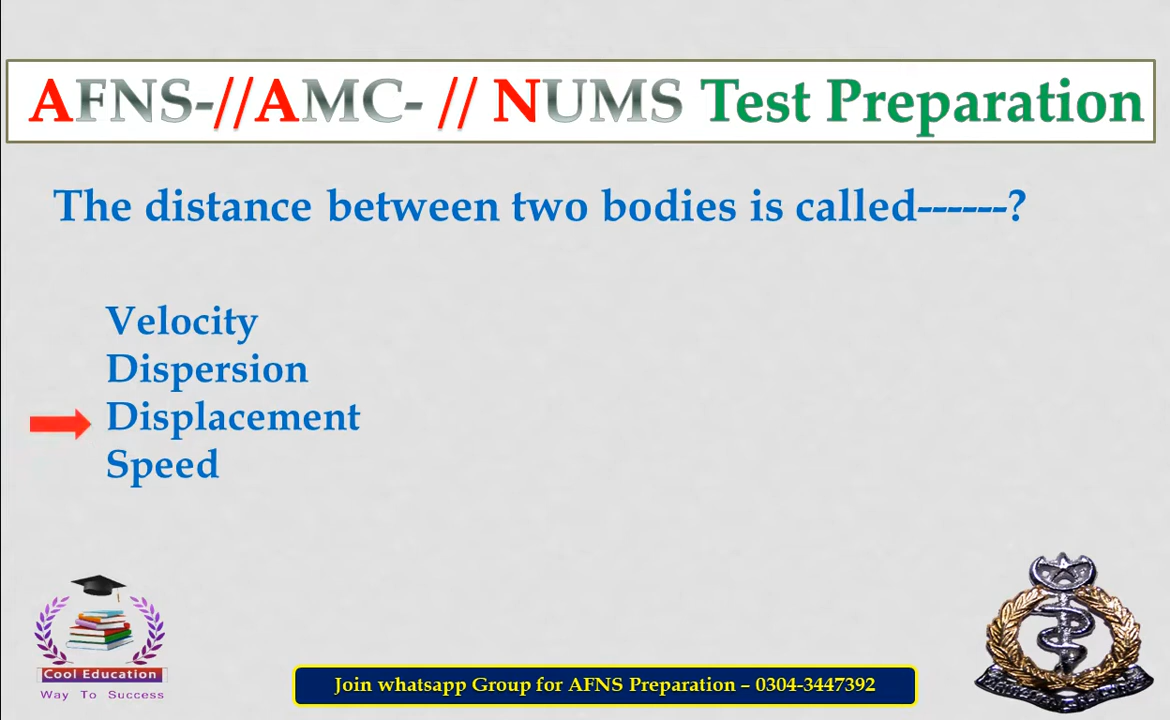 AFNS-//AMC- // NUMS Test Preparation
The distance between two bodies is called------?
Velocity
Dispersion
Displacement
Speed
Cool Education
Way To Success
Join whatsapp Group for AFNS Preparation – 0304-3447392